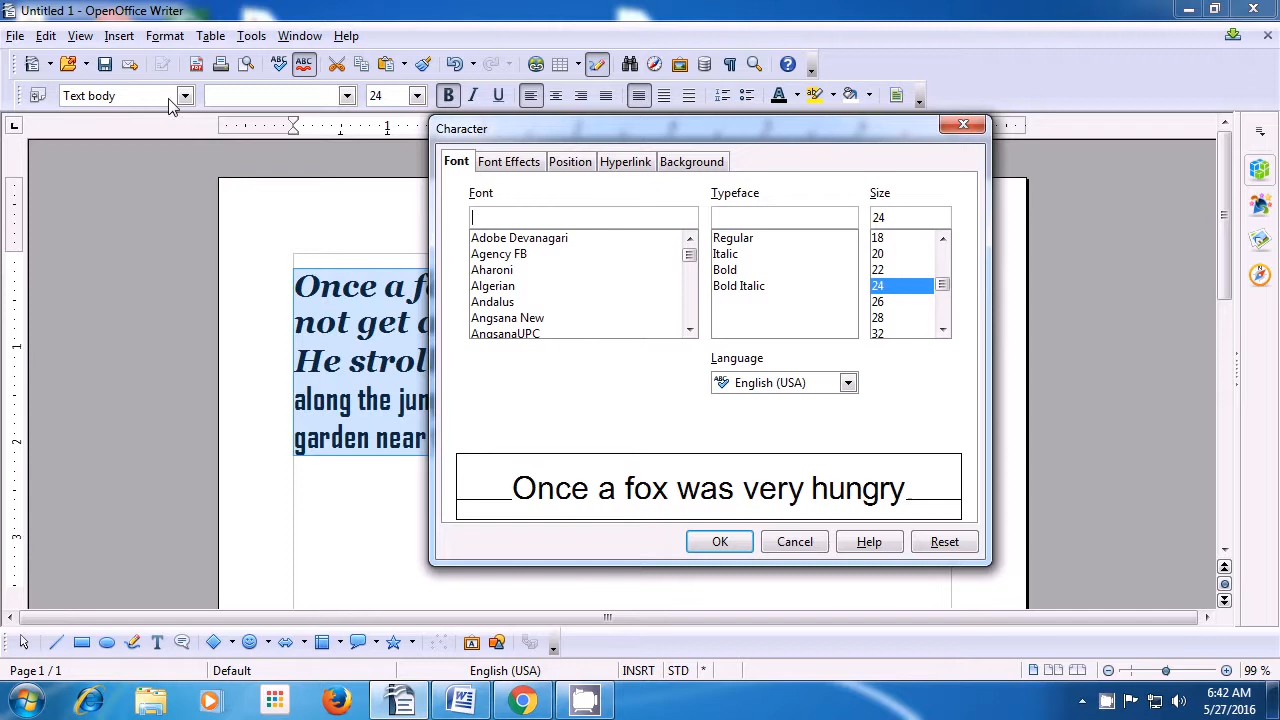 Untitled 1 - OpenOffice Writer
File Edit View Insert Format Table Tools Window Help
Text body 24 B I U
1
Character
Font Font Effects Position Hyperlink Background
Font Typeface Size
24
Adobe Devanagari Regular 18
Agency FB Italic 20
Aharoni Bold 22
Algerian Bold Italic 24
Andalus 26
Angsana New 28
AngsanaUPC 32
Language
English (USA)
Once a fox was very hungry
OK Cancel Help Reset
Once a
not get
He strol
along the jun
garden near
1
2
3
Page 1 / 1 Default English (USA) INSRT STD * 99 %
6:42 AM
5/27/2016